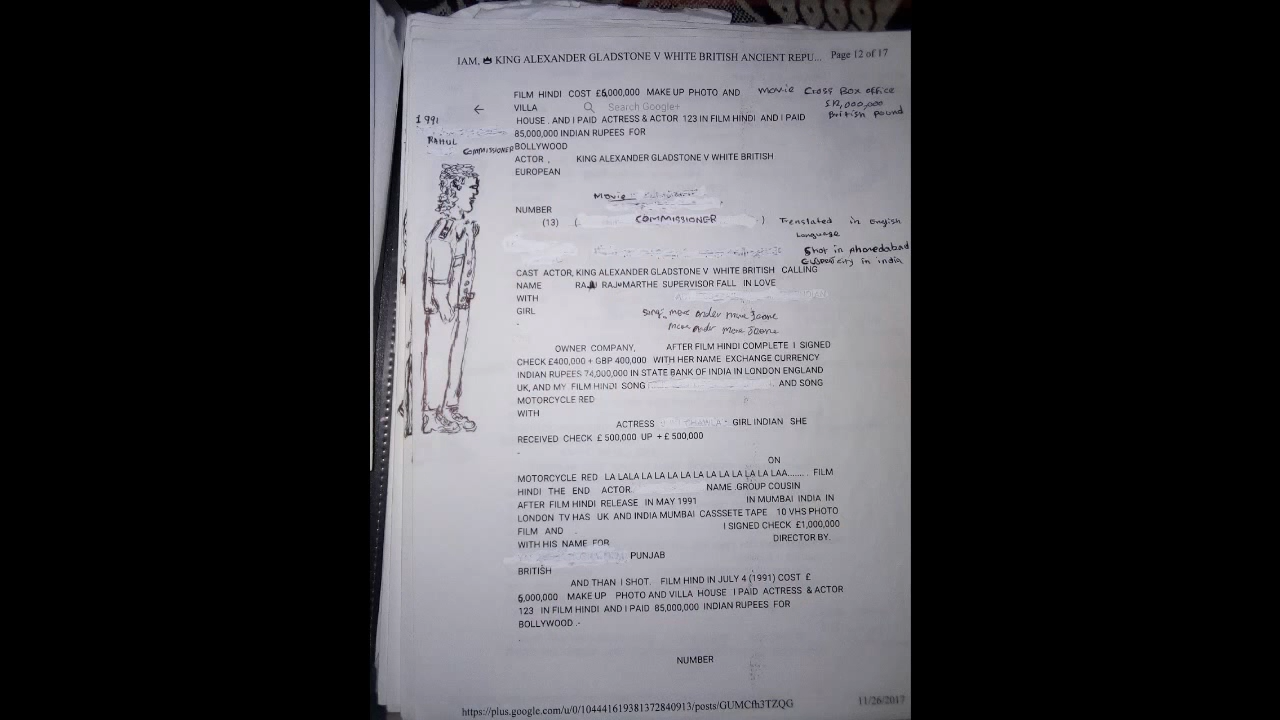 IAM, KING ALEXANDER GLADSTONE V WHITE BRITISH ANCIENT REPU... Page 12 of 17
FILM HINDI COST £6,000,000 MAKE UP PHOTO AND movie Cross Box office
VILLA Search Google+ $12,000,000
British pound
HOUSE . AND I PAID ACTRESS & ACTOR 123 IN FILM HINDI AND I PAID
1991
85,000,000 INDIAN RUPEES FOR
RAHUL
COMMISSIONER
BOLLYWOOD
ACTOR , KING ALEXANDER GLADSTONE V WHITE BRITISH
EUROPEAN
Movie
NUMBER
(13) ( COMMISSIONER ) Translated in English
Language
Shot in Ahmedabad
city in india
CAST ACTOR, KING ALEXANDER GLADSTONE V WHITE BRITISH CALLING
NAME RAJU RAJUMARTHE SUPERVISOR FALL IN LOVE
WITH
GIRL
OWNER COMPANY, AFTER FILM HINDI COMPLETE I SIGNED
CHECK £400,000 + GBP 400,000 WITH HER NAME EXCHANGE CURRENCY
INDIAN RUPEES 74,000,000 IN STATE BANK OF INDIA IN LONDON ENGLAND
UK, AND MY FILM HINDI SONG . AND SONG
MOTORCYCLE RED
WITH
ACTRESS GIRL INDIAN SHE
RECEIVED CHECK £ 500,000 UP + £ 500,000
ON
MOTORCYCLE RED LA LALA LA LA LA LA LA LA LA LA LA LA LAA....... FILM
HINDI THE END ACTOR NAME .GROUP COUSIN
AFTER FILM HINDI RELEASE IN MAY 1991 IN MUMBAI INDIA IN
LONDON TV HAS UK AND INDIA MUMBAI CASSSETE TAPE 10 VHS PHOTO
FILM AND I SIGNED CHECK £1,000,000
WITH HIS NAME FOR DIRECTOR BY.
PUNJAB
BRITISH
AND THAN I SHOT. FILM HIND IN JULY 4 (1991) COST £
6,000,000 MAKE UP PHOTO AND VILLA HOUSE I PAID ACTRESS & ACTOR
123 IN FILM HINDI AND I PAID 85,000,000 INDIAN RUPEES FOR
BOLLYWOOD .-
NUMBER
https://plus.google.com/u/0/104441619381372840913/posts/GUMCfh3TZQG 11/26/2017